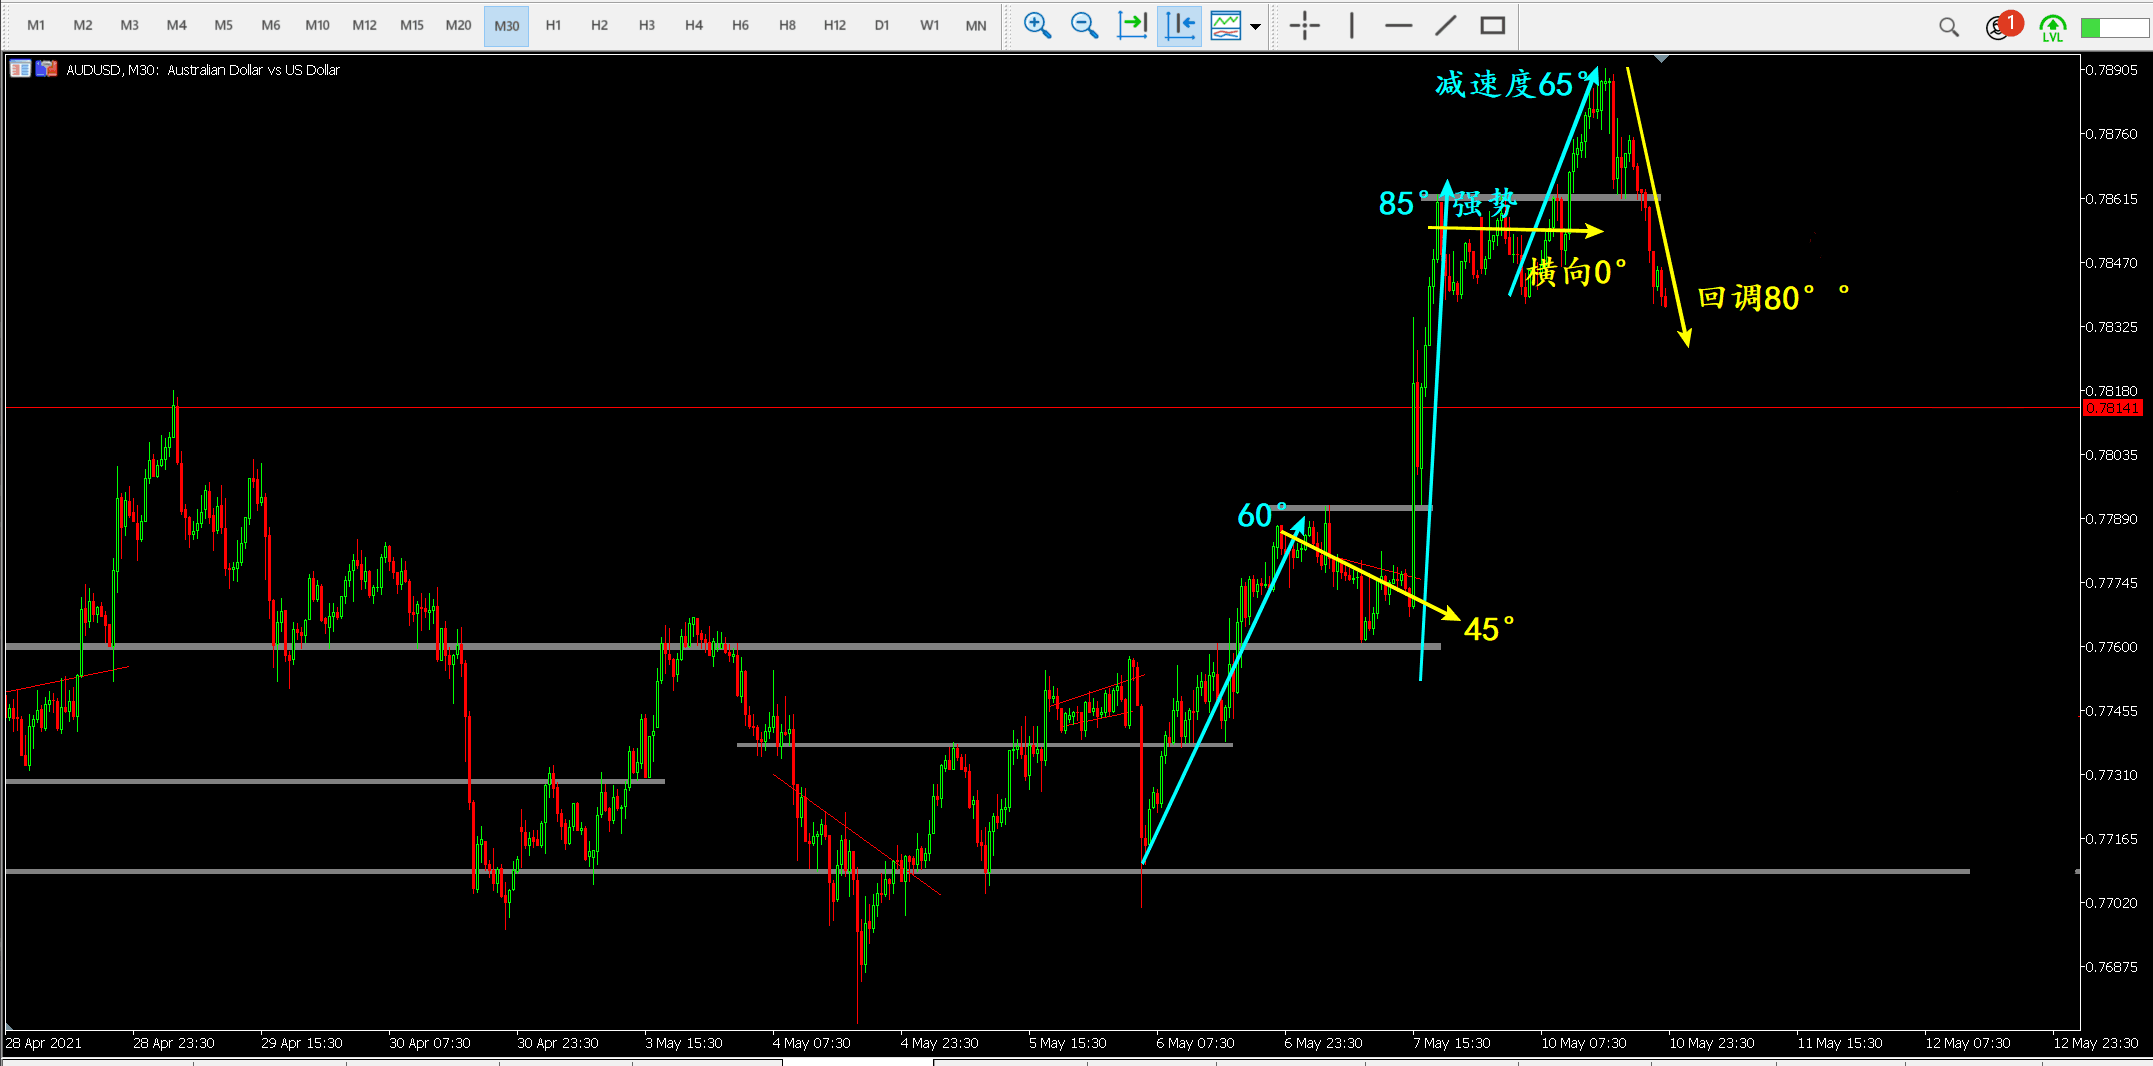 M1 M2 M3 M4 M5 M6 M10 M12 M15 M20 M30 H1 H2 H3 H4 H6 H8 H12 D1 W1 MN
1
LVL
AUDUSD, M30: Australian Dollar vs US Dollar
0.78905
减速度65°
0.78760
85°强势
0.78615
横向0°
0.78470
回调80° °
0.78325
0.78180
0.78141
0.78035
60°
0.77890
0.77745
45°
0.77600
0.77455
0.77310
0.77165
0.77020
0.76875
28 Apr 2021 28 Apr 23:30 29 Apr 15:30 30 Apr 07:30 30 Apr 23:30 3 May 15:30 4 May 07:30 4 May 23:30 5 May 15:30 6 May 07:30 6 May 23:30 7 May 15:30 10 May 07:30 10 May 23:30 11 May 15:30 12 May 07:30 12 May 23:30